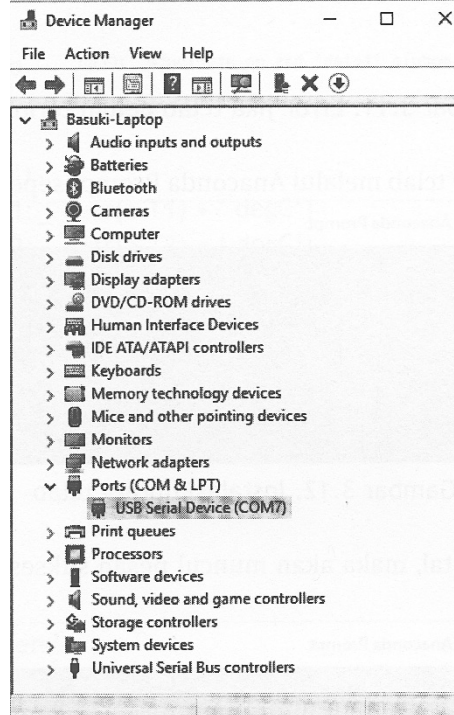 Device Manager
File Action View Help
Basuki-Laptop
Audio inputs and outputs
Batteries
Bluetooth
Cameras
Computer
Disk drives
Display adapters
DVD/CD-ROM drives
Human Interface Devices
IDE ATA/ATAPI controllers
Keyboards
Memory technology devices
Mice and other pointing devices
Monitors
Network adapters
Ports (COM & LPT)
USB Serial Device (COM7)
Print queues
Processors
Software devices
Sound, video and game controllers
Storage controllers
System devices
Universal Serial Bus controllers